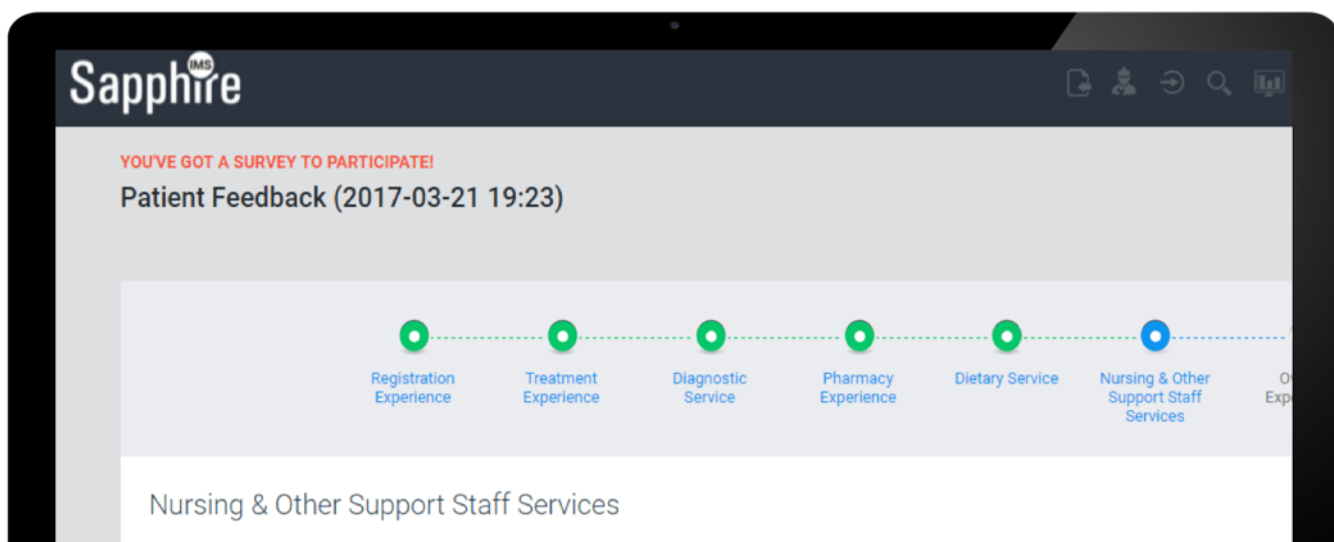 Sapphire
IMS
YOU'VE GOT A SURVEY TO PARTICIPATE!
Patient Feedback (2017-03-21 19:23)
Registration
Experience
Treatment
Experience
Diagnostic
Service
Pharmacy
Experience
Dietary Service
Nursing & Other
Support Staff
Services
Nursing & Other Support Staff Services